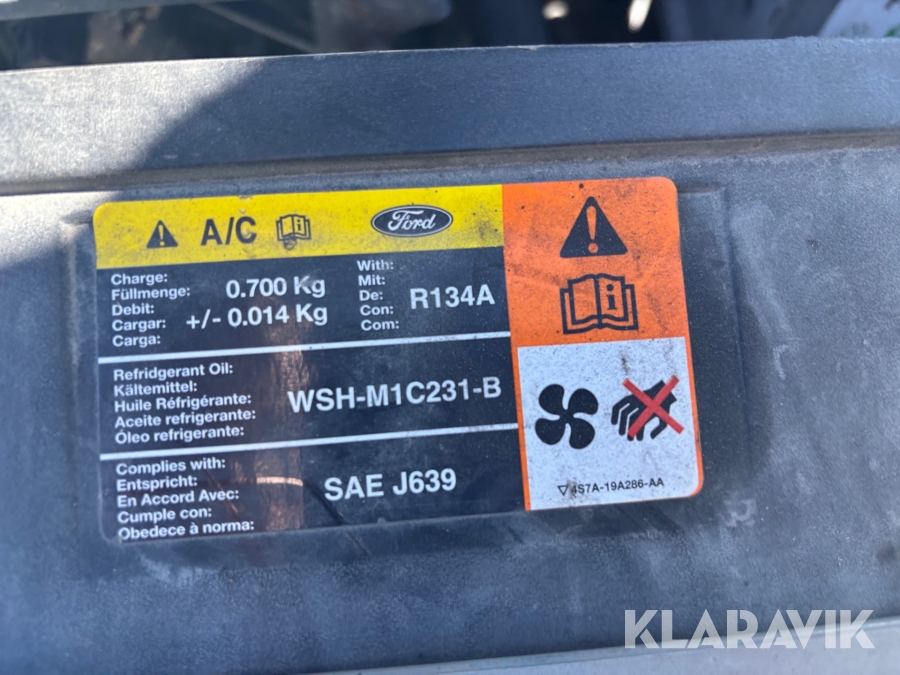 A/C Ford
Charge:
Füllmenge:
Debit:
Cargar:
Carga:
0.700 Kg
+/- 0.014 Kg
With:
Mit:
De:
Con:
Com:
R134A
Refridgerant Oil:
Kältemittel:
Huile Réfrigérante:
Aceite refrigerante:
Óleo refrigerante:
WSH-M1C231-B
Complies with:
Entspricht:
En Accord Avec:
Cumple con:
Obedece à norma:
SAE J639
4S7A-19A286-AA
KLARAVIK